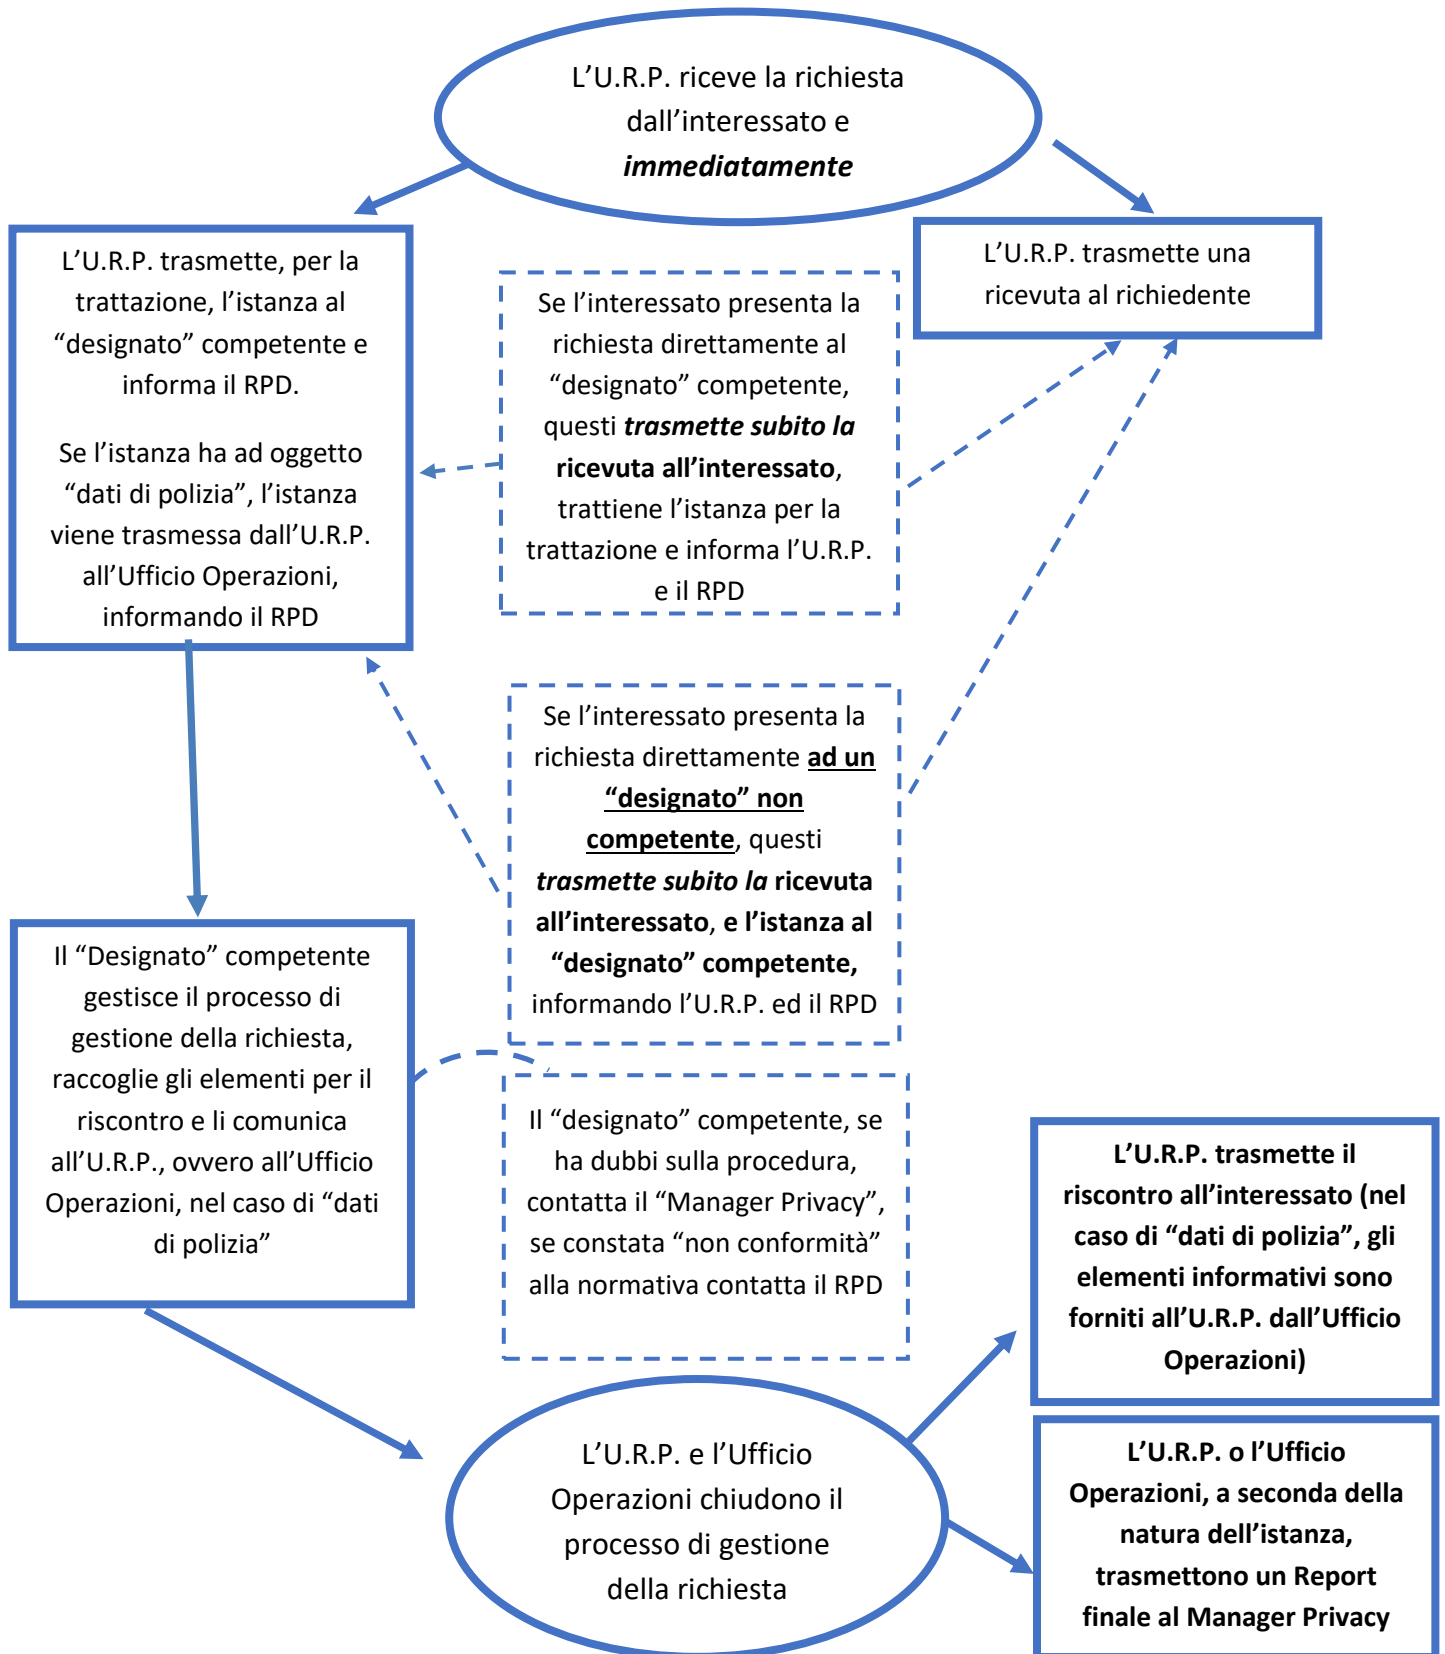 L’U.R.P. riceve la richiesta
dall’interessato e
immediatamente
L’U.R.P. trasmette, per la
trattazione, l’istanza al
“designato” competente e
informa il RPD.
Se l’istanza ha ad oggetto
“dati di polizia”, l’istanza
viene trasmessa dall’U.R.P.
all’Ufficio Operazioni,
informando il RPD
Se l’interessato presenta la
richiesta direttamente al
“designato” competente,
questi trasmette subito la
ricevuta all’interessato,
trattiene l’istanza per la
trattazione e informa l’U.R.P.
e il RPD
L’U.R.P. trasmette una
ricevuta al richiedente
Se l’interessato presenta la
richiesta direttamente ad un
“designato” non
competente, questi
trasmette subito la ricevuta
all’interessato, e l’istanza al
“designato” competente,
informando l’U.R.P. ed il RPD
Il “Designato” competente
gestisce il processo di
gestione della richiesta,
raccoglie gli elementi per il
riscontro e li comunica
all’U.R.P., ovvero all’Ufficio
Operazioni, nel caso di “dati
di polizia”
Il “designato” competente, se
ha dubbi sulla procedura,
contatta il “Manager Privacy”,
se constata “non conformità”
alla normativa contatta il RPD
L’U.R.P. trasmette il
riscontro all’interessato (nel
caso di “dati di polizia”, gli
elementi informativi sono
forniti all’U.R.P. dall’Ufficio
Operazioni)
L’U.R.P. e l’Ufficio
Operazioni chiudono il
processo di gestione
della richiesta
L’U.R.P. o l’Ufficio
Operazioni, a seconda della
natura dell’istanza,
trasmettono un Report
finale al Manager Privacy